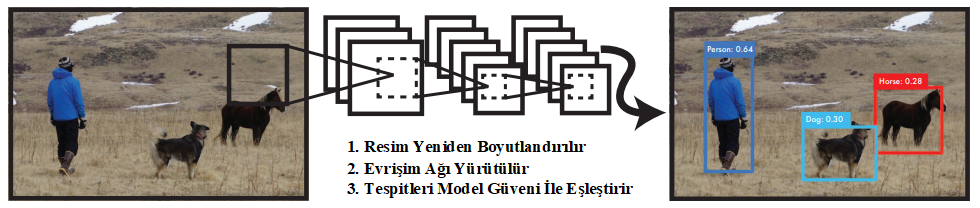 Person: 0.64
Horse: 0.28
Dog: 0.30
1. Resim Yeniden Boyutlandırılır
2. Evrişim Ağı Yürütülür
3. Tespitleri Model Güveni İle Eşleştirir